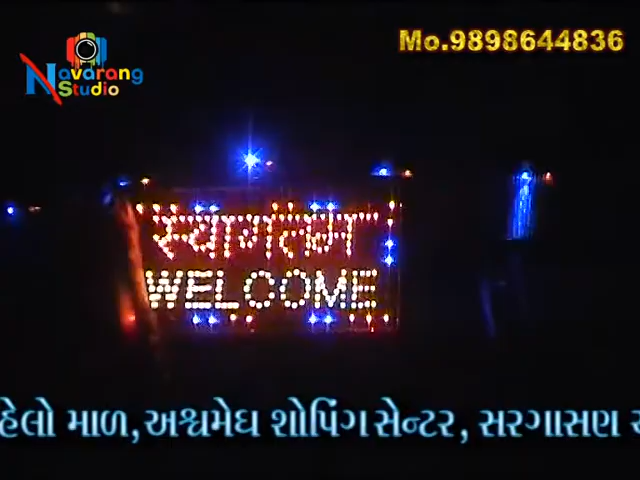 Navarang
Studio
Mo.9898644836
स्वागतम
WELCOME
હેલો માળ,અશ્વમેઘ શોપિંગ સેન્ટર, સરગાસણ